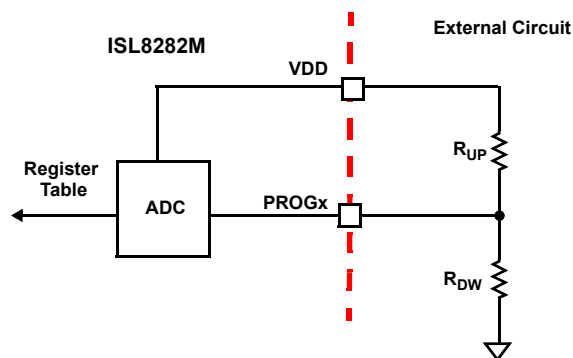 External Circuit
ISL8282M
VDD
RUP
Register
Table
ADC
PROGx
RDW